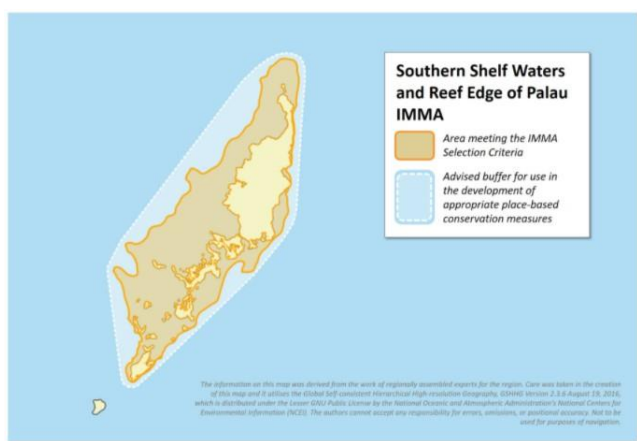 Southern Shelf Waters
and Reef Edge of Palau
IMMA
Area meeting the IMMA
Selection Criteria
Advised buffer for use in
the development of
appropriate place-based
conservation measures
The information on this map was derived from the work of regionally assembled experts for the region. Care was taken in the creation
of this map and it utilises the Global Self-consistent Hierarchical High-resolution Geography, GSHHG Version 2.3.6 August 19, 2016,
which is distributed under the Lesser GNU Public License by the National Oceanic and Atmospheric Administration's National Centers for
Environmental Information (NCEI). The authors cannot accept any responsibility for errors, omissions, or positional accuracy. Not to be
used for purposes of navigation.